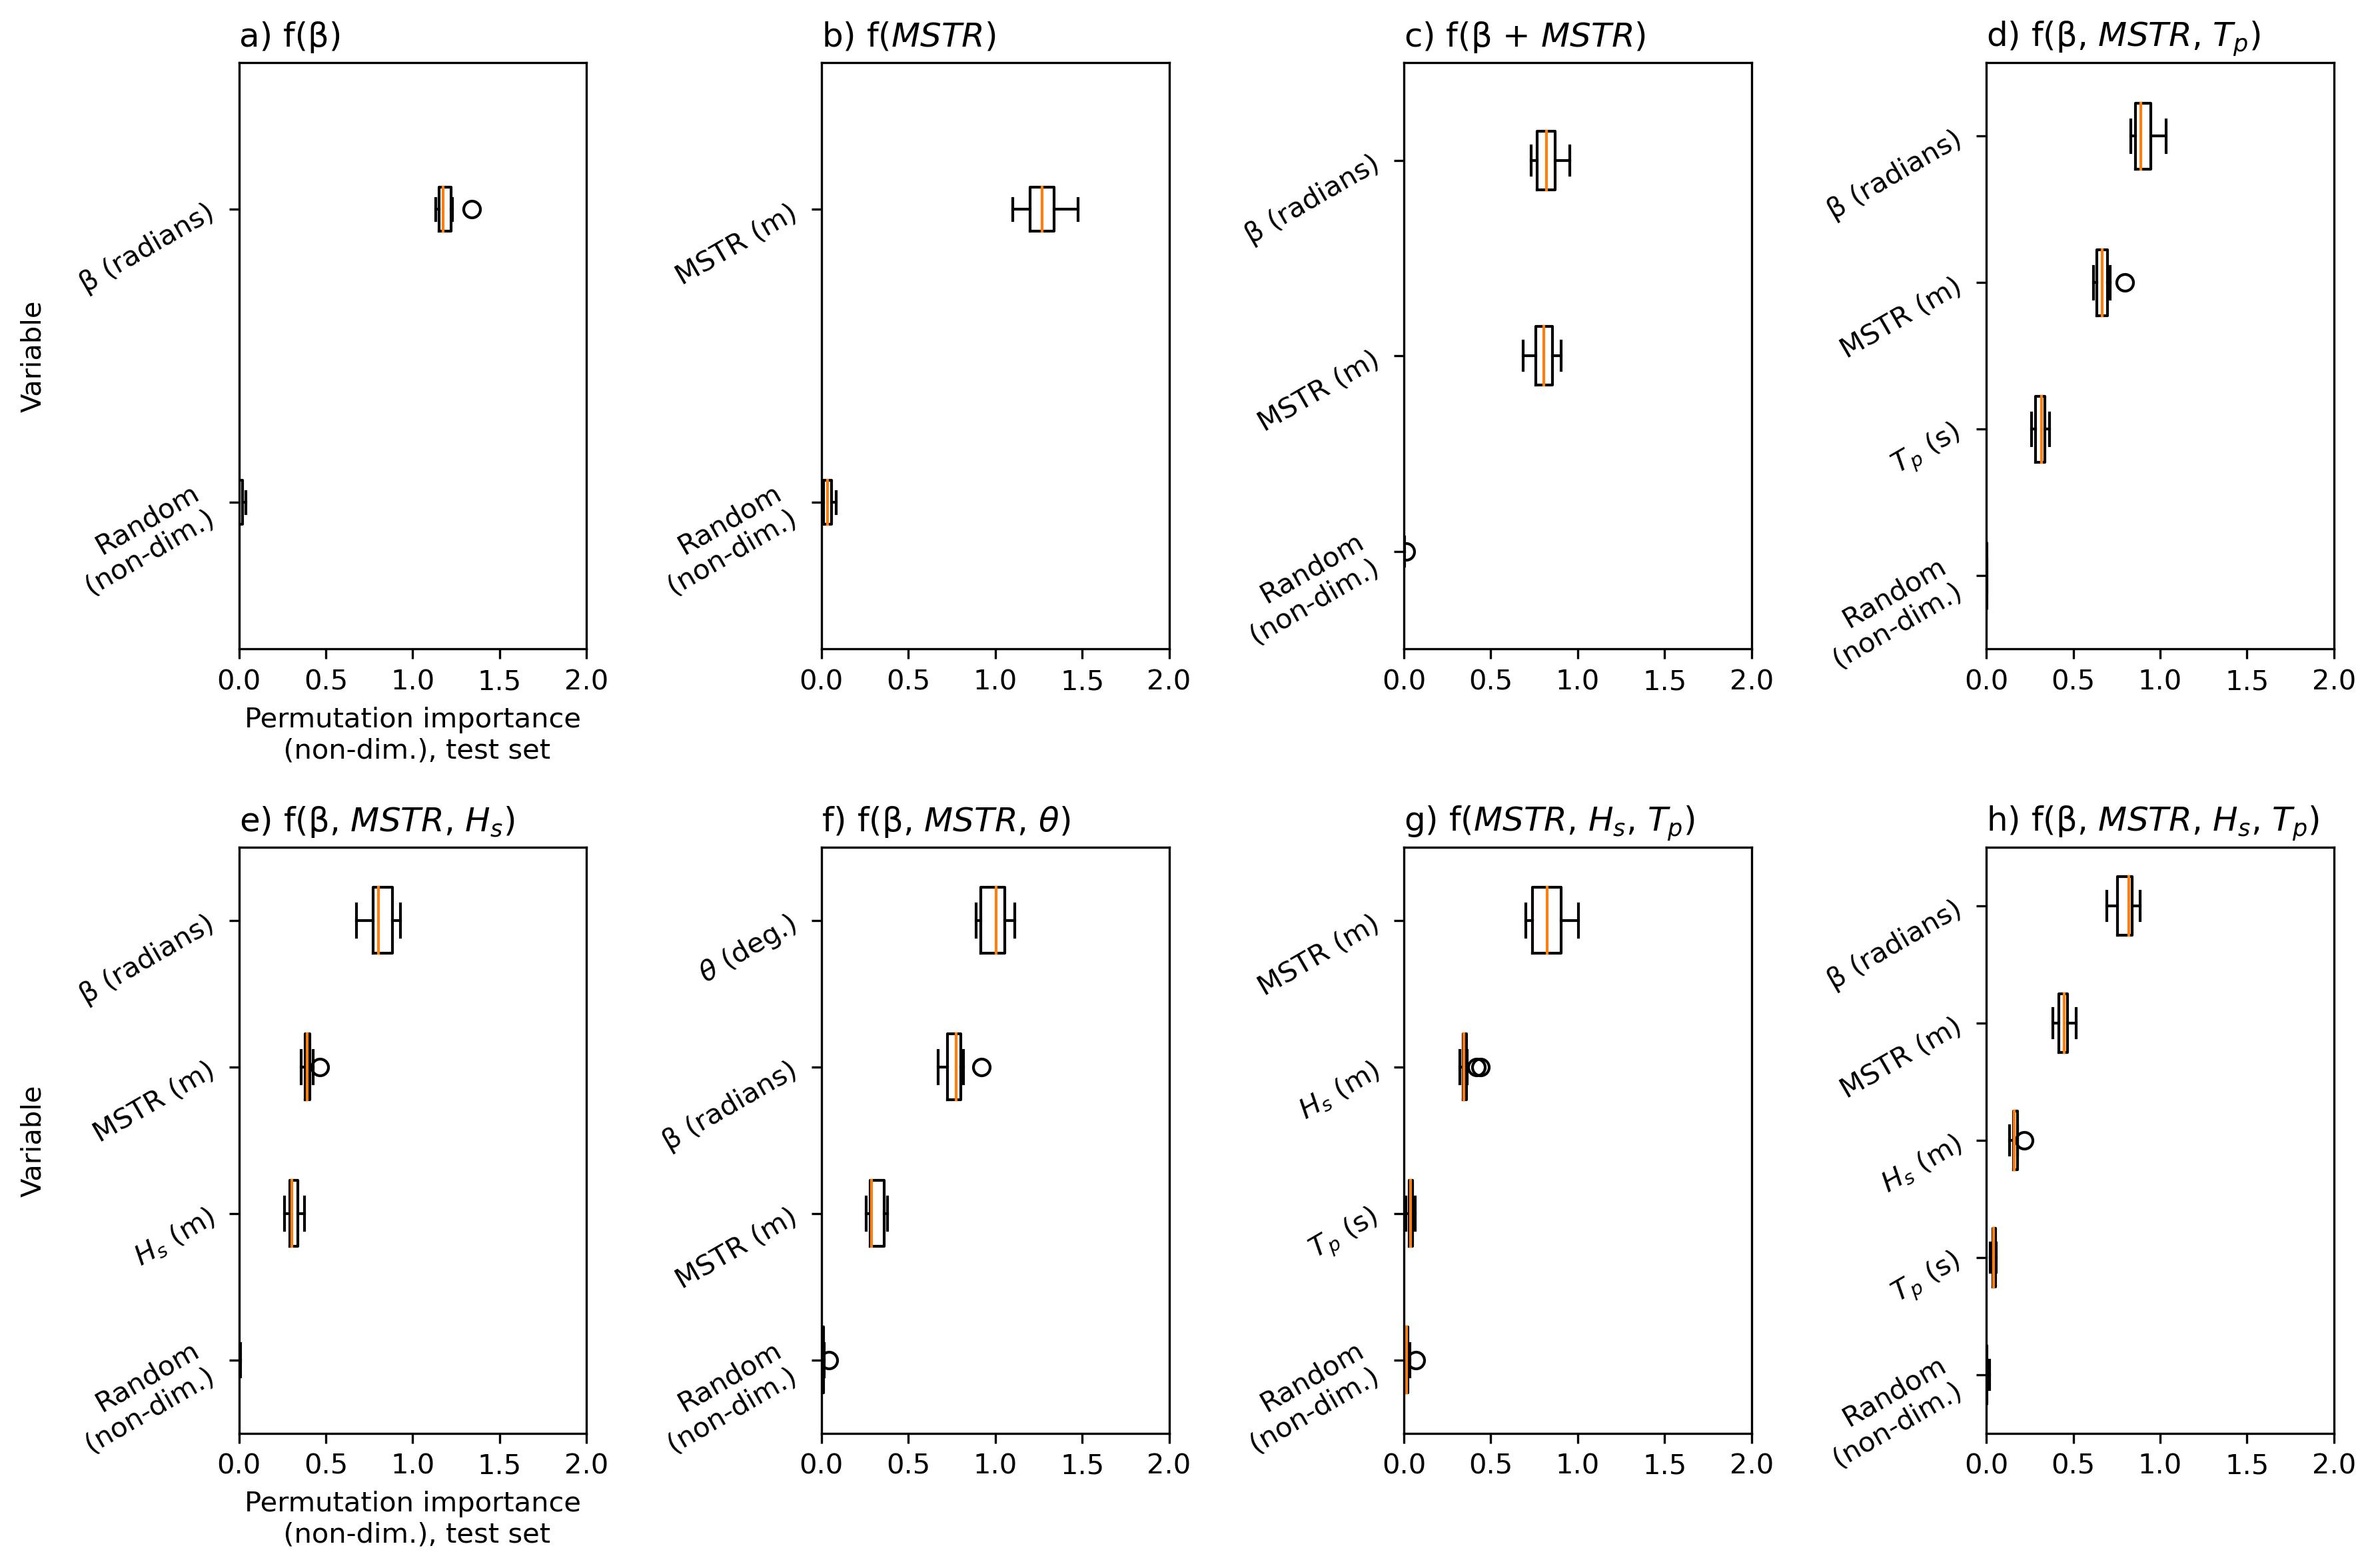 a) f(β)
β (radians)
Random
(non-dim.)
Variable
0.0 0.5 1.0 1.5 2.0
Permutation importance
(non-dim.), test set
b) f(MSTR)
MSTR (m)
Random
(non-dim.)
0.0 0.5 1.0 1.5 2.0
c) f(β + MSTR)
β (radians)
MSTR (m)
Random
(non-dim.)
0.0 0.5 1.0 1.5 2.0
d) f(β, MSTR, Tₚ)
β (radians)
MSTR (m)
Tₚ (s)
Random
(non-dim.)
0.0 0.5 1.0 1.5 2.0
e) f(β, MSTR, Hₛ)
β (radians)
MSTR (m)
Hₛ (m)
Random
(non-dim.)
Variable
0.0 0.5 1.0 1.5 2.0
Permutation importance
(non-dim.), test set
f) f(β, MSTR, θ)
θ (deg.)
β (radians)
MSTR (m)
Random
(non-dim.)
0.0 0.5 1.0 1.5 2.0
g) f(MSTR, Hₛ, Tₚ)
MSTR (m)
Hₛ (m)
Tₚ (s)
Random
(non-dim.)
0.0 0.5 1.0 1.5 2.0
h) f(β, MSTR, Hₛ, Tₚ)
β (radians)
MSTR (m)
Hₛ (m)
Tₚ (s)
Random
(non-dim.)
0.0 0.5 1.0 1.5 2.0